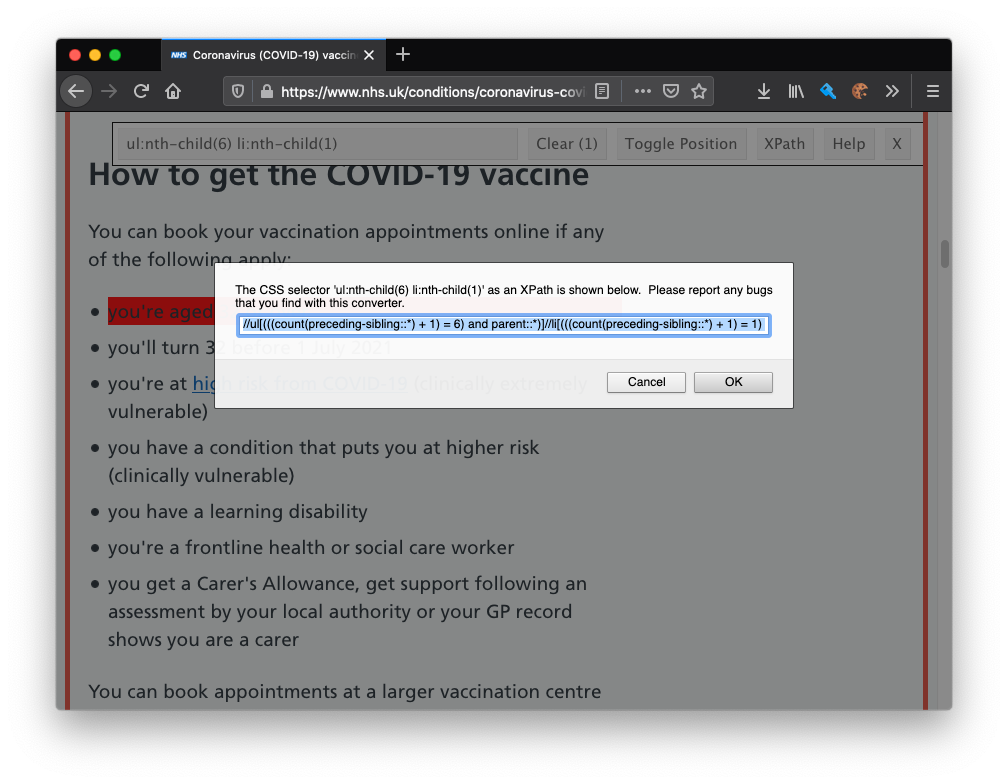 NHS Coronavirus (COVID-19) vaccin
https://www.nhs.uk/conditions/coronavirus-covi
ul:nth-child(6) li:nth-child(1) Clear (1) Toggle Position XPath Help X
How to get the COVID-19 vaccine
You can book your vaccination appointments online if any
of the following apply:
The CSS selector 'ul:nth-child(6) li:nth-child(1)' as an XPath is shown below. Please report any bugs
that you find with this converter.
//ul[(((count(preceding-sibling::*) + 1) = 6) and parent::*)]//li[(((count(preceding-sibling::*) + 1) = 1)
Cancel OK
• you're aged
• you'll turn 32 before 1 July 2021
• you're at high risk from COVID-19 (clinically extremely
vulnerable)
• you have a condition that puts you at higher risk
(clinically vulnerable)
• you have a learning disability
• you're a frontline health or social care worker
• you get a Carer's Allowance, get support following an
assessment by your local authority or your GP record
shows you are a carer
You can book appointments at a larger vaccination centre